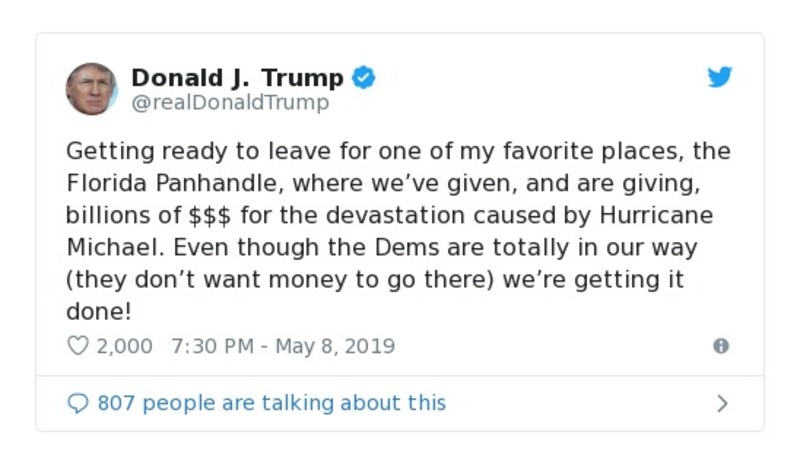 Donald J. Trump
@realDonaldTrump
Getting ready to leave for one of my favorite places, the
Florida Panhandle, where we’ve given, and are giving,
billions of $$$ for the devastation caused by Hurricane
Michael. Even though the Dems are totally in our way
(they don’t want money to go there) we’re getting it
done!
2,000 7:30 PM - May 8, 2019
807 people are talking about this